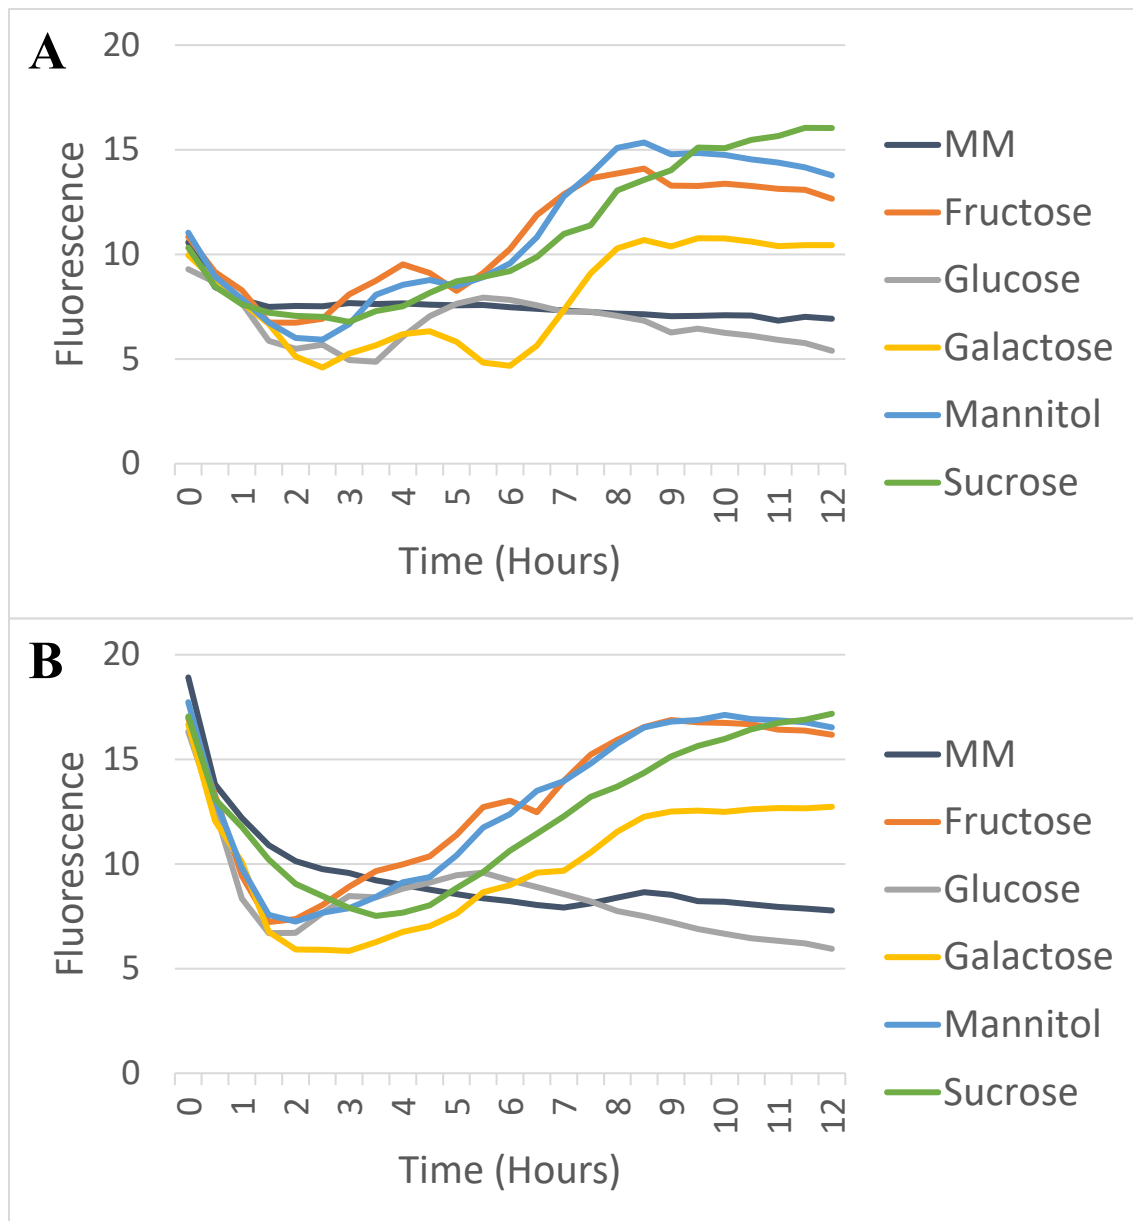 A
20
15
10
5
0
Fluorescence
0 1 2 3 4 5 6 7 8 9 10 11 12
Time (Hours)
MM
Fructose
Glucose
Galactose
Mannitol
Sucrose
B
20
15
10
5
0
Fluorescence
0 1 2 3 4 5 6 7 8 9 10 11 12
Time (Hours)
MM
Fructose
Glucose
Galactose
Mannitol
Sucrose